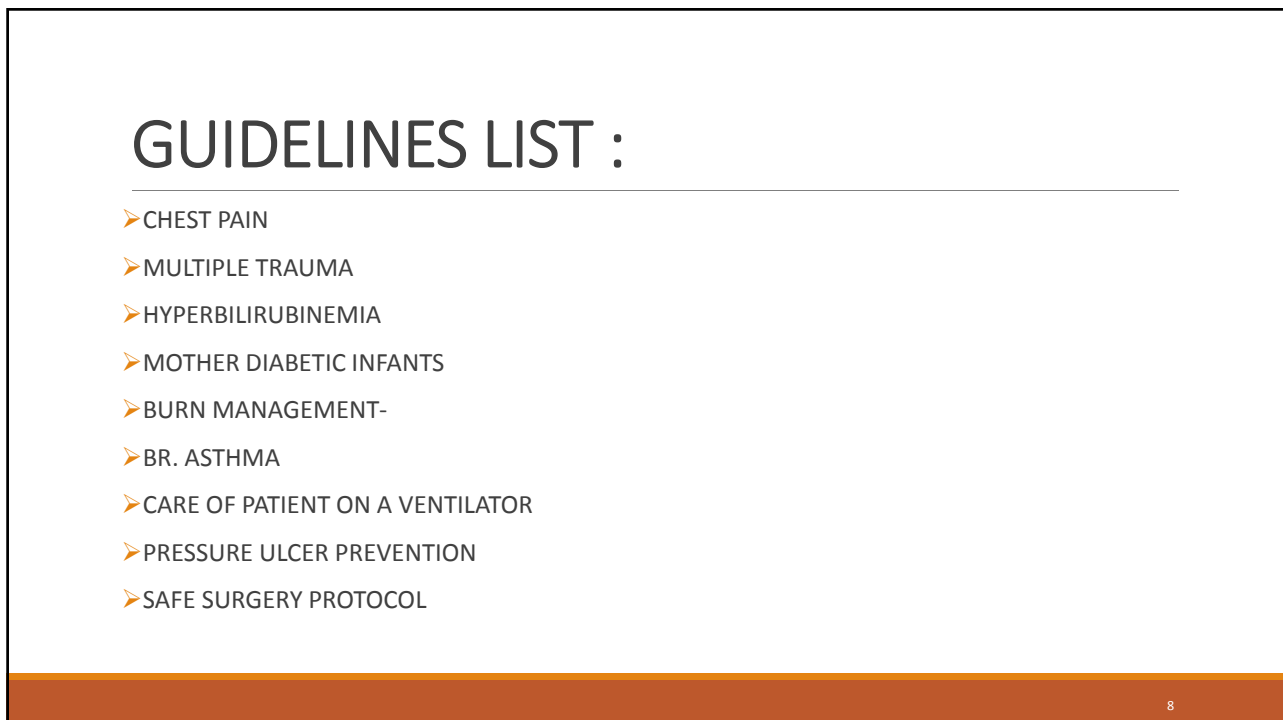 GUIDELINES LIST :
➢CHEST PAIN
➢MULTIPLE TRAUMA
➢HYPERBILIRUBINEMIA
➢MOTHER DIABETIC INFANTS
➢BURN MANAGEMENT-
➢BR. ASTHMA
➢CARE OF PATIENT ON A VENTILATOR
➢PRESSURE ULCER PREVENTION
➢SAFE SURGERY PROTOCOL
8